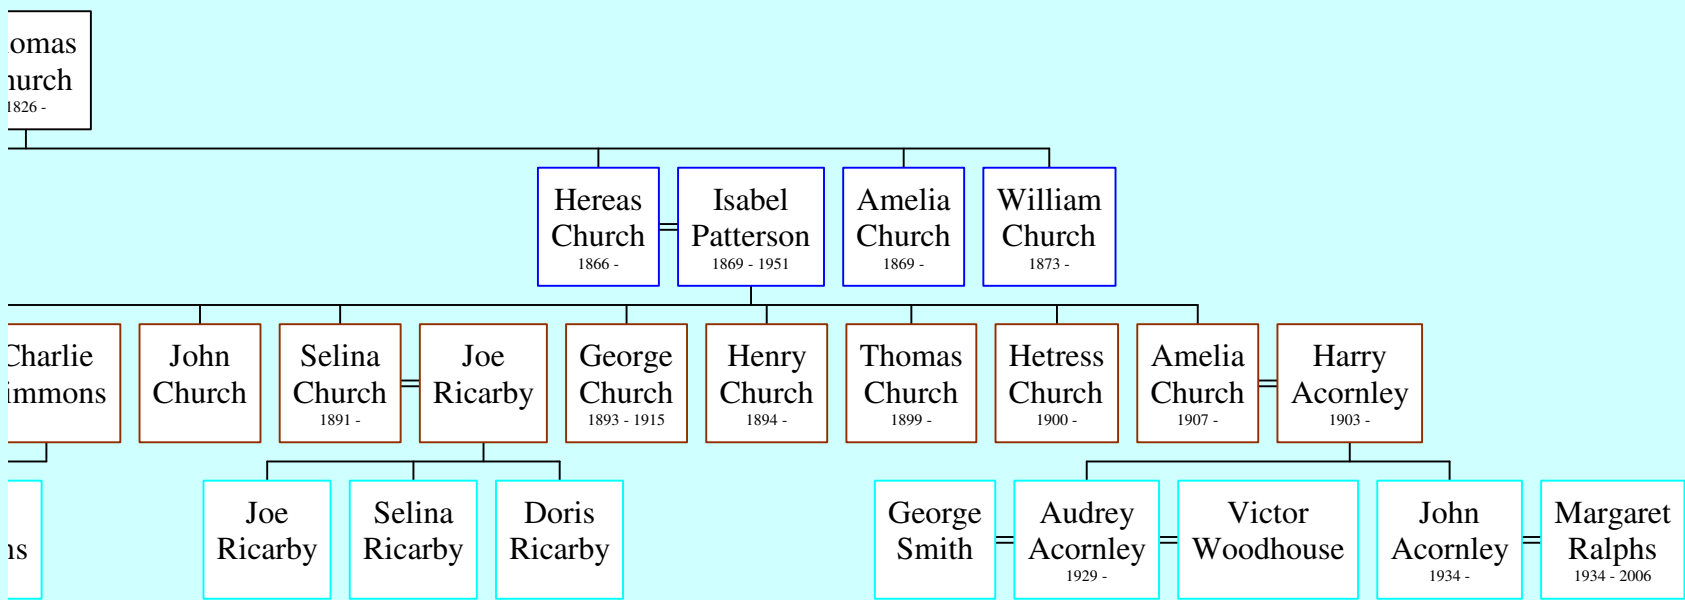 omas
hurch
1826 -
Hereas
Church
1866 -
Isabel
Patterson
1869 - 1951
Amelia
Church
1869 -
William
Church
1873 -
Charlie
immons
John
Church
Selina
Church
1891 -
Joe
Ricarby
George
Church
1893 - 1915
Henry
Church
1894 -
Thomas
Church
1899 -
Hetress
Church
1900 -
Amelia
Church
1907 -
Harry
Acornley
1903 -
ns
Joe
Ricarby
Selina
Ricarby
Doris
Ricarby
George
Smith
Audrey
Acornley
1929 -
Victor
Woodhouse
John
Acornley
1934 -
Margaret
Ralphs
1934 - 2006